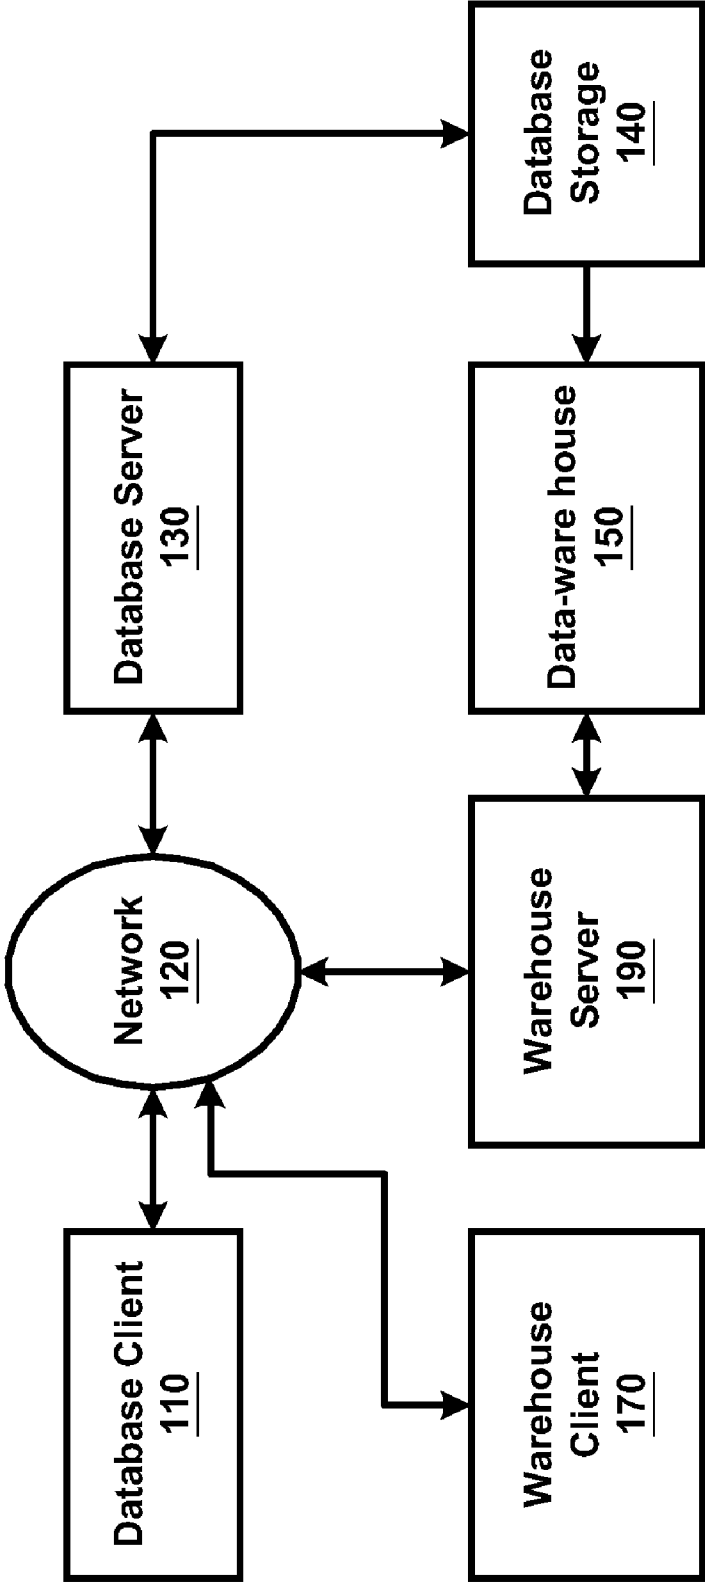 Database Client
110
Network
120
Database Server
130
Warehouse
Client
170
Warehouse
Server
190
Data-ware house
150
Database
Storage
140